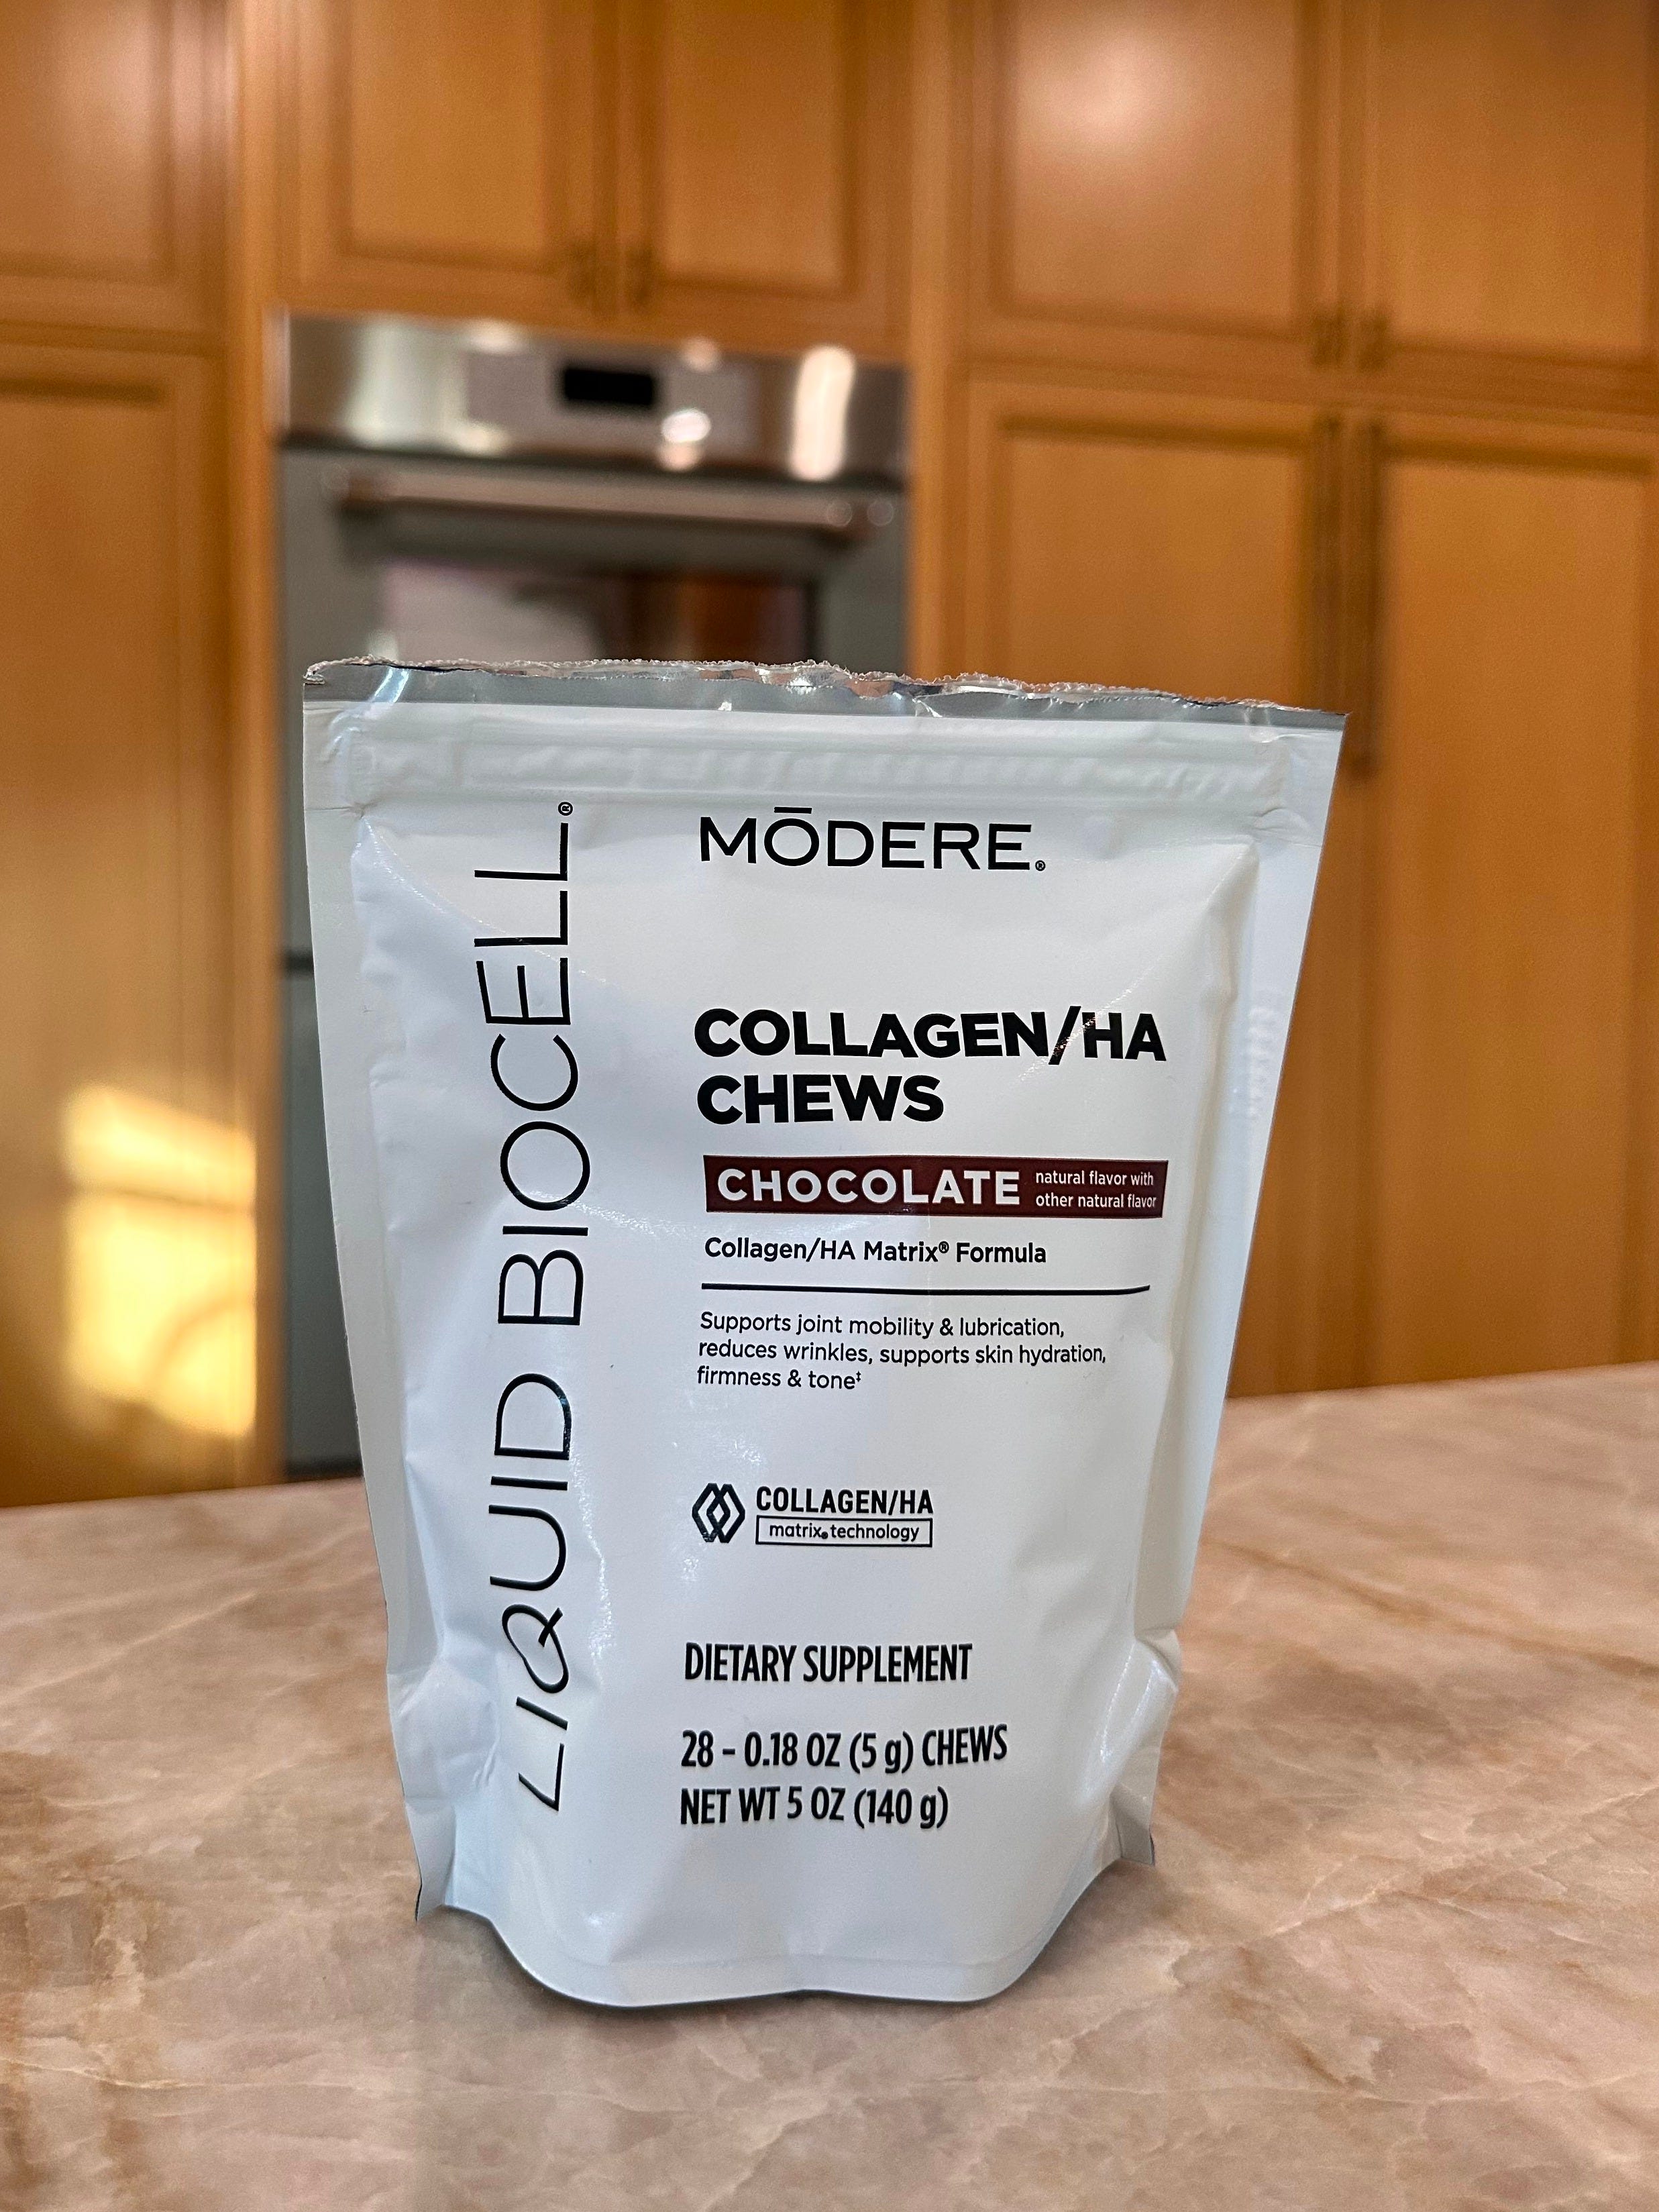 LIQUID BIOCELL®
MŌDERE®
COLLAGEN/HA
CHEWS
CHOCOLATE natural flavor with
other natural flavor
Collagen/HA Matrix® Formula
Supports joint mobility & lubrication,
reduces wrinkles, supports skin hydration,
firmness & tone‡
COLLAGEN/HA
matrix® technology
DIETARY SUPPLEMENT
28 – 0.18 OZ (5 g) CHEWS
NET WT 5 OZ (140 g)